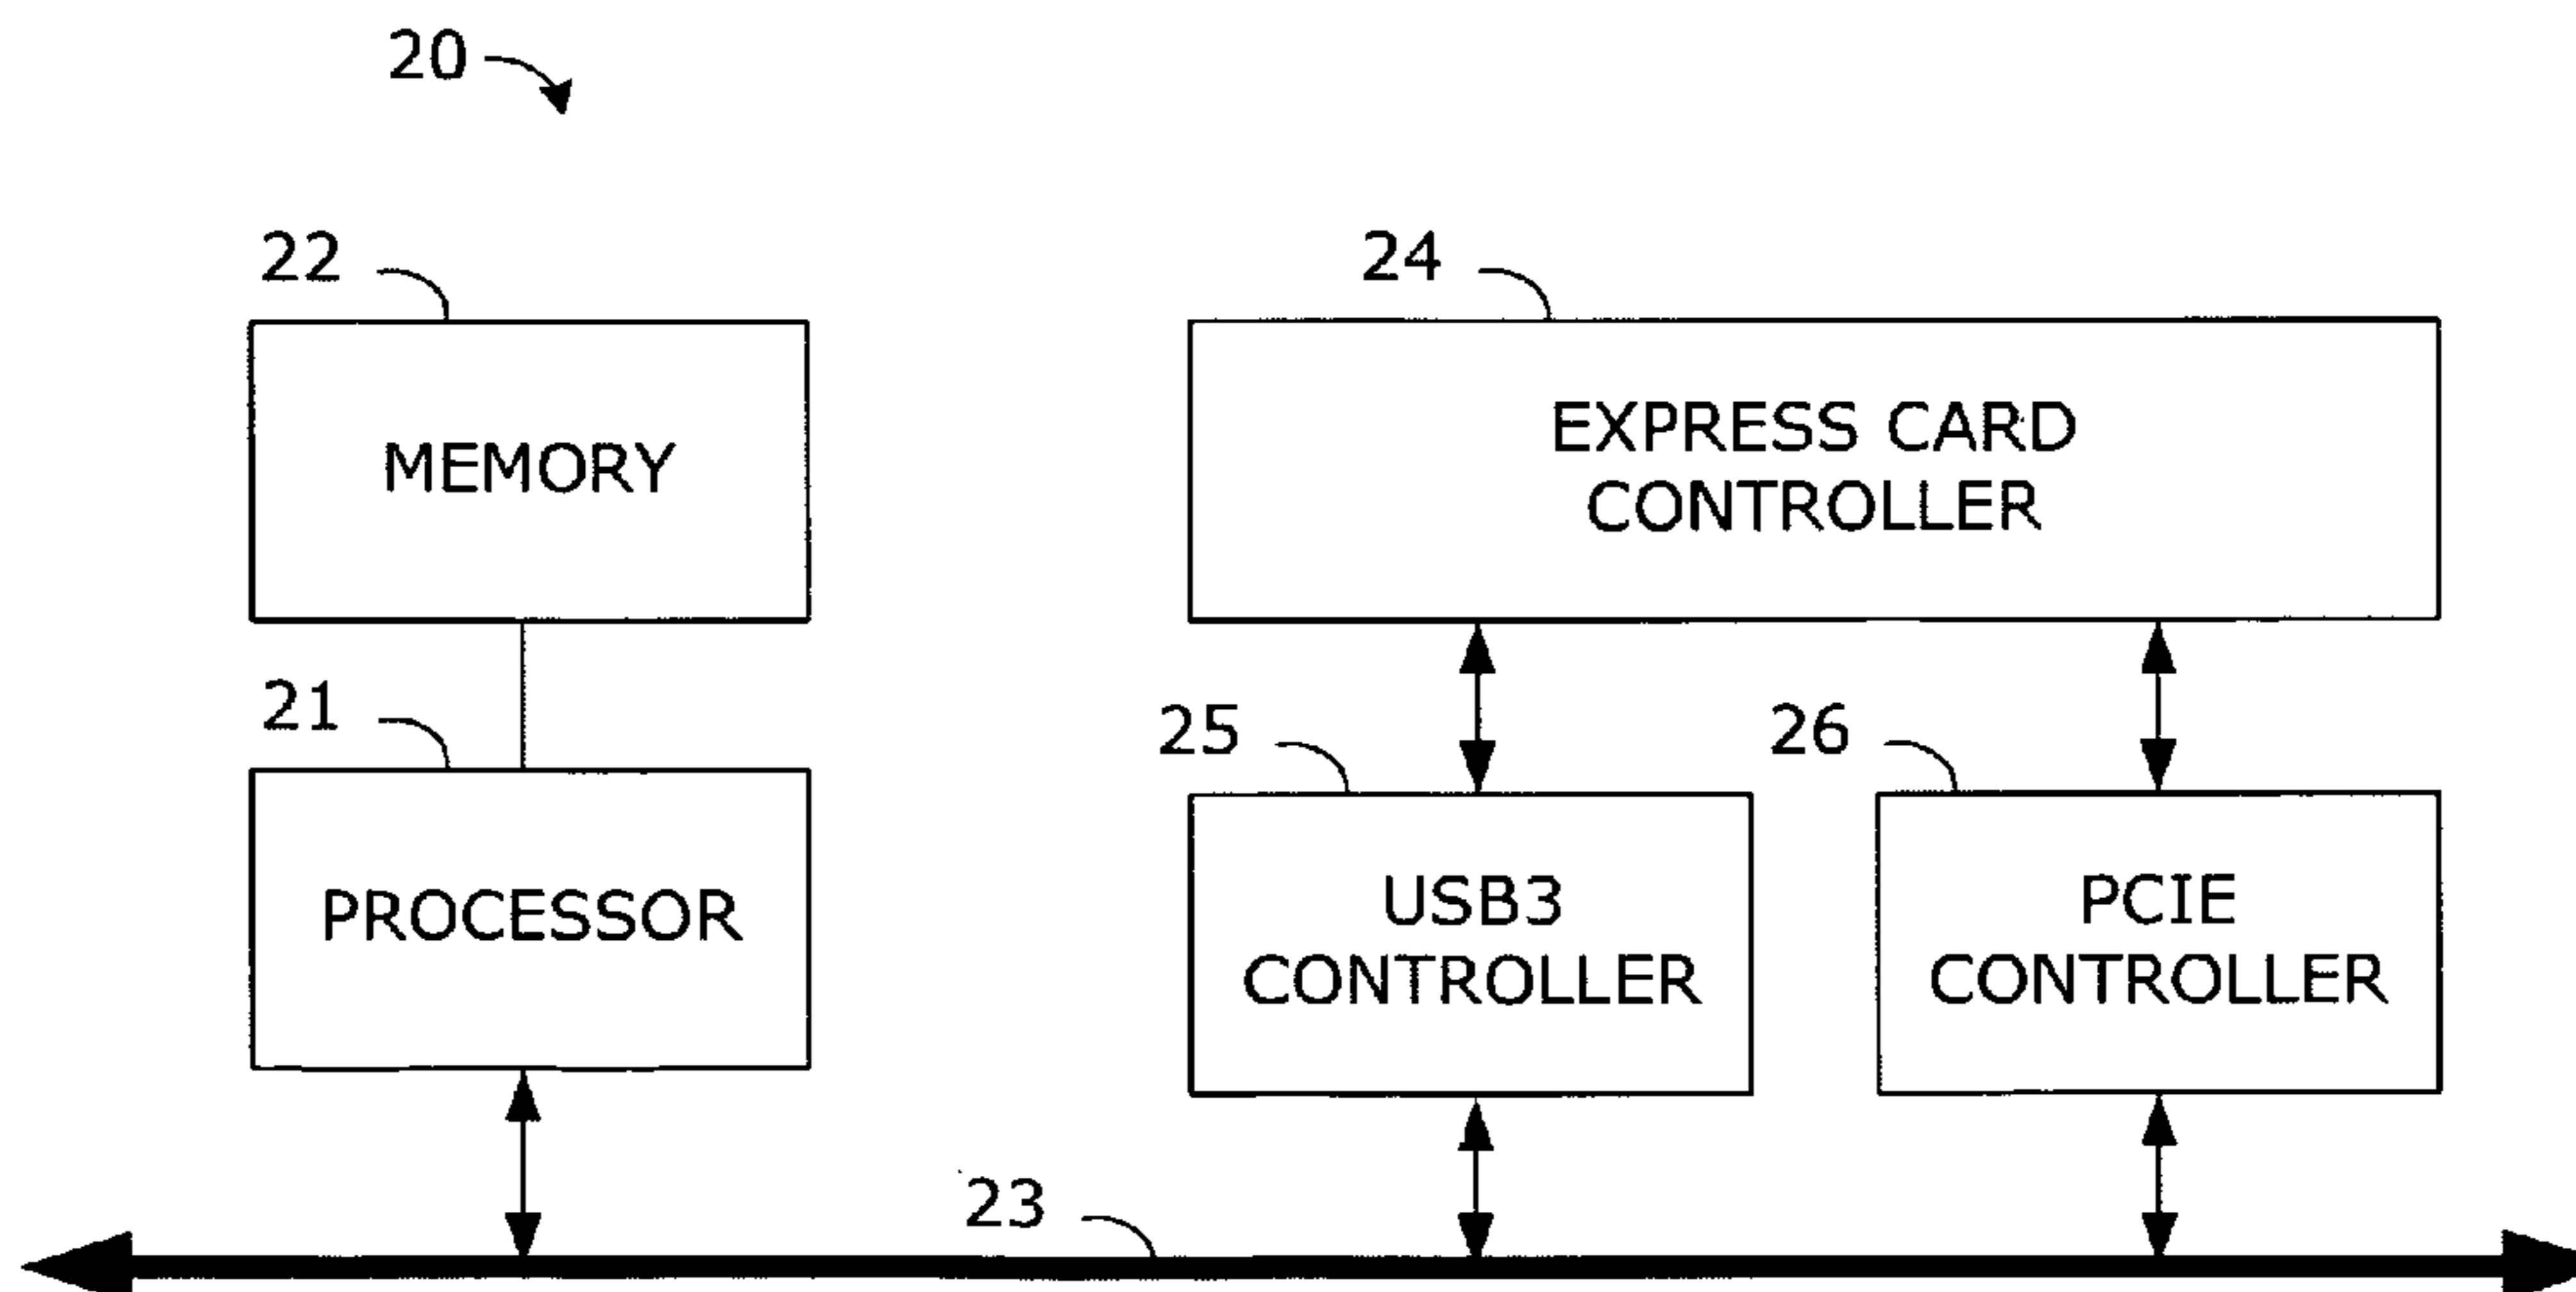 20
22
24
MEMORY
EXPRESS CARD
CONTROLLER
21
25
26
PROCESSOR
USB3
CONTROLLER
PCIE
CONTROLLER
23